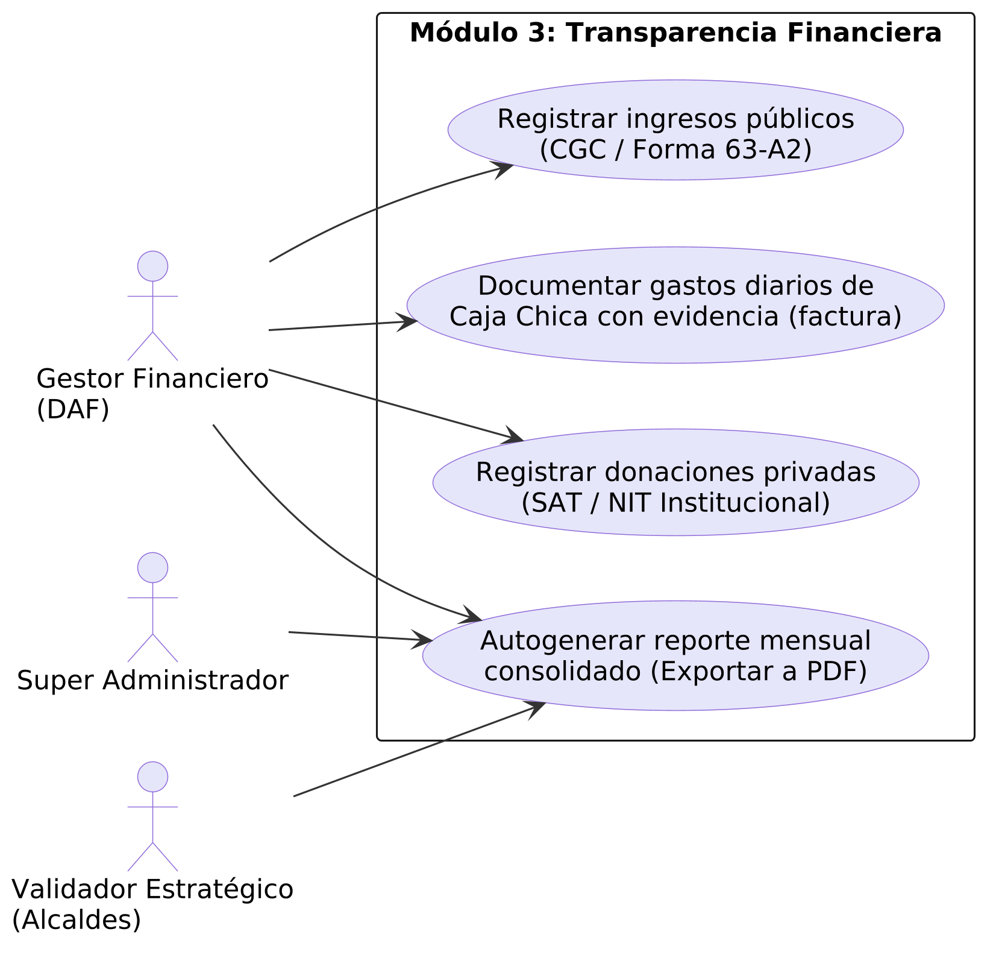 Módulo 3: Transparencia Financiera
Registrar ingresos públicos
(CGC / Forma 63-A2)
Documentar gastos diarios de
Caja Chica con evidencia (factura)
Gestor Financiero
(DAF)
Registrar donaciones privadas
(SAT / NIT Institucional)
Autogenerar reporte mensual
consolidado (Exportar a PDF)
Super Administrador
Validador Estratégico
(Alcaldes)